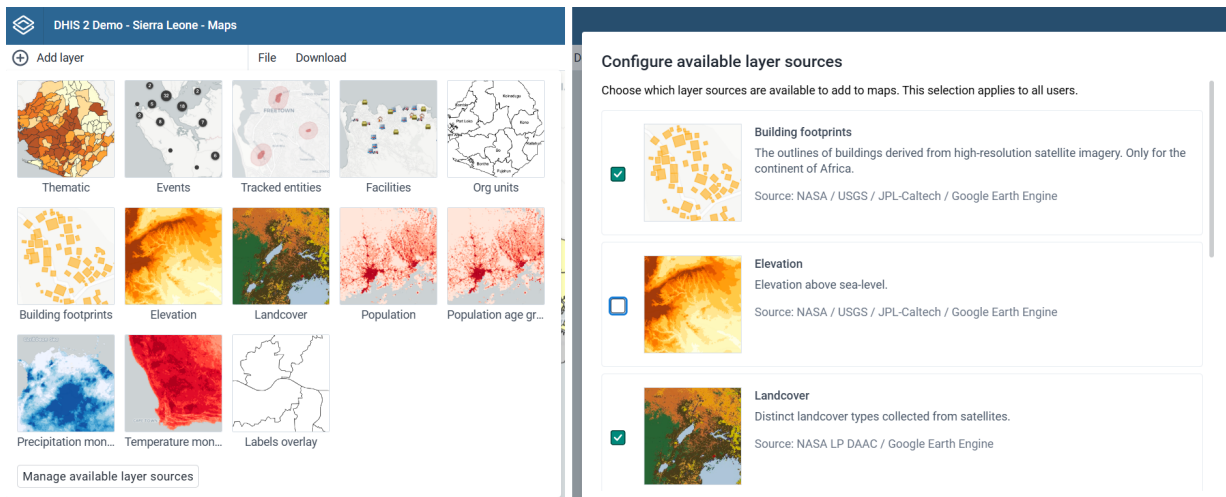 DHIS 2 Demo - Sierra Leone - Maps
Add layer
File Download
FREETOWN
Thematic Events Tracked entities Facilities Org units
Building footprints Elevation Landcover Population Population age gr...
Precipitation mon... Temperature mon... Labels overlay
Manage available layer sources
Configure available layer sources
Choose which layer sources are available to add to maps. This selection applies to all users.
Building footprints
The outlines of buildings derived from high-resolution satellite imagery. Only for the
continent of Africa.
Source: NASA / USGS / JPL-Caltech / Google Earth Engine
Elevation
Elevation above sea-level.
Source: NASA / USGS / JPL-Caltech / Google Earth Engine
Landcover
Distinct landcover types collected from satellites.
Source: NASA LP DAAC / Google Earth Engine